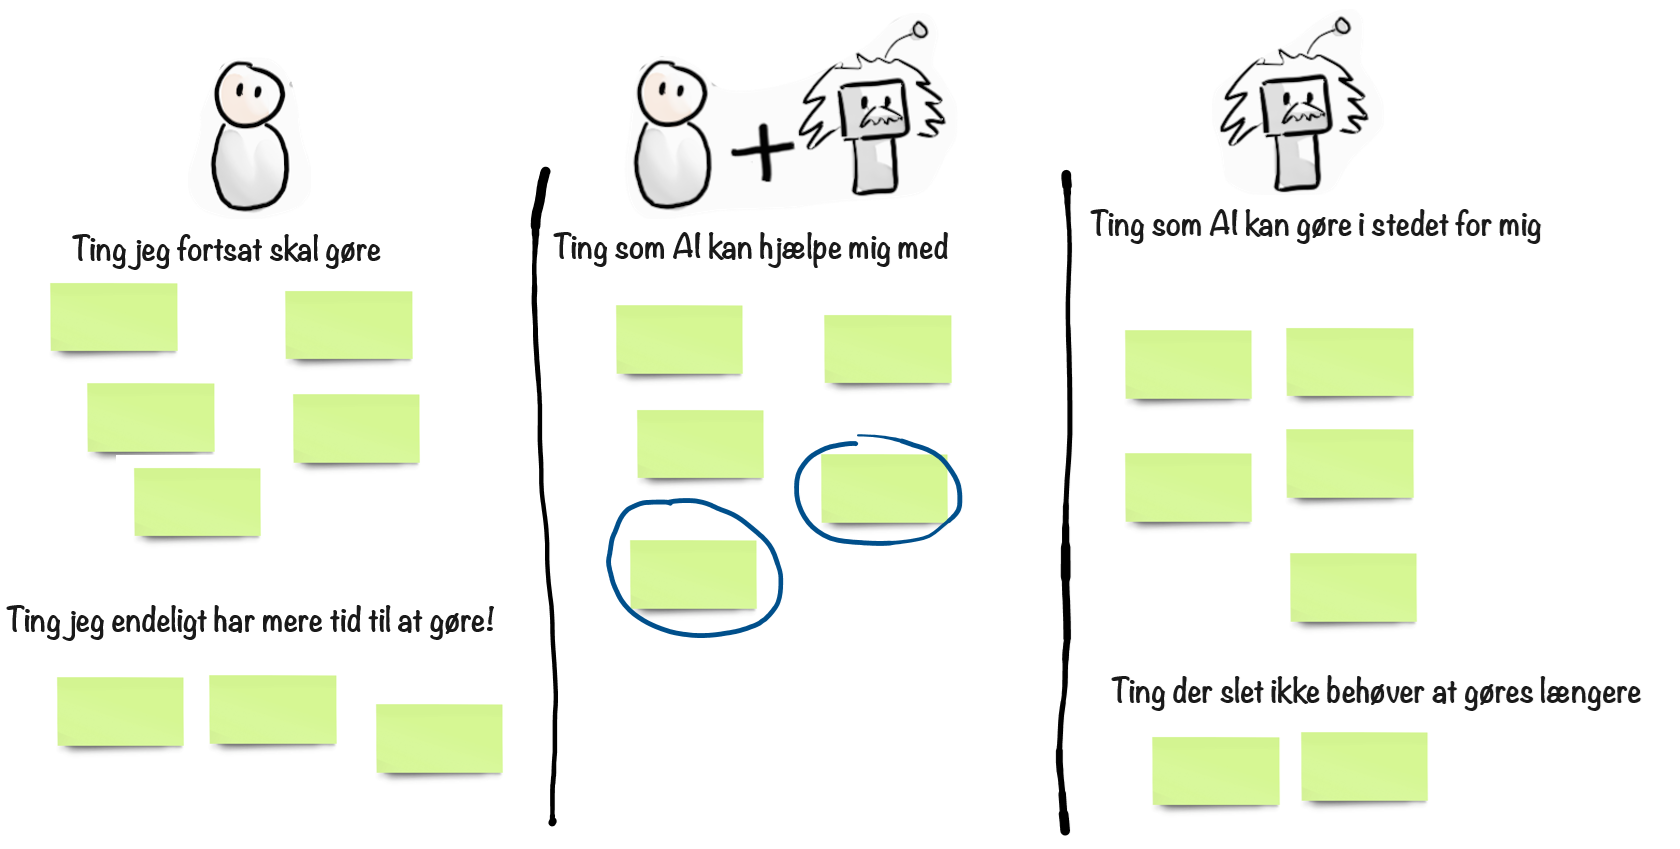 Ting jeg fortsat skal gøre
Ting jeg endeligt har mere tid til at gøre!
Ting som AI kan hjælpe mig med
Ting som AI kan gøre i stedet for mig
Ting der slet ikke behøver at gøres længere